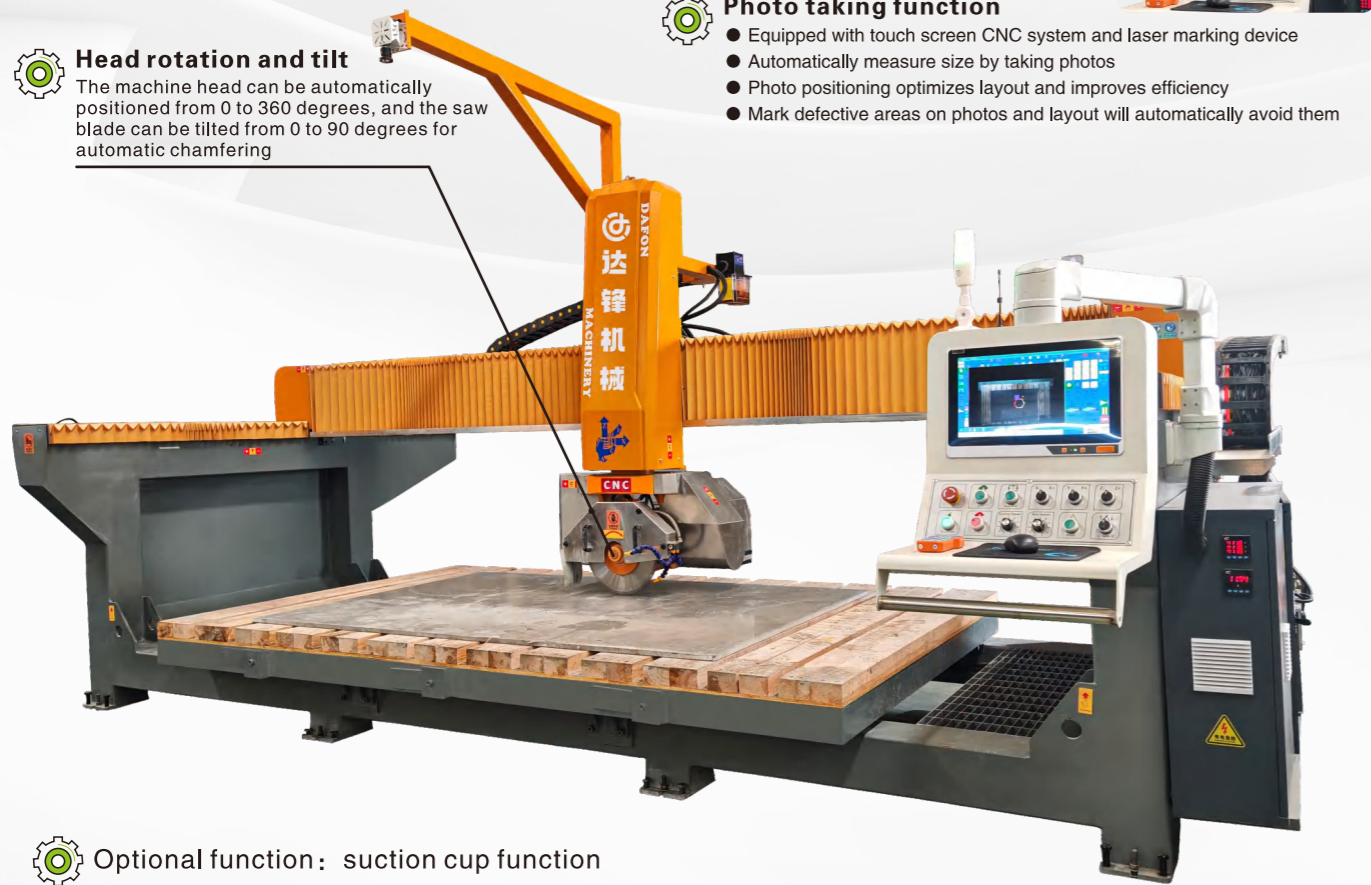 Photo taking function
● Equipped with touch screen CNC system and laser marking device
● Automatically measure size by taking photos
● Photo positioning optimizes layout and improves efficiency
● Mark defective areas on photos and layout will automatically avoid them
Head rotation and tilt
The machine head can be automatically
positioned from 0 to 360 degrees, and the saw
blade can be tilted from 0 to 90 degrees for
automatic chamfering
DAFON
达锋机械
MACHINERY
CNC
Optional function：suction cup function